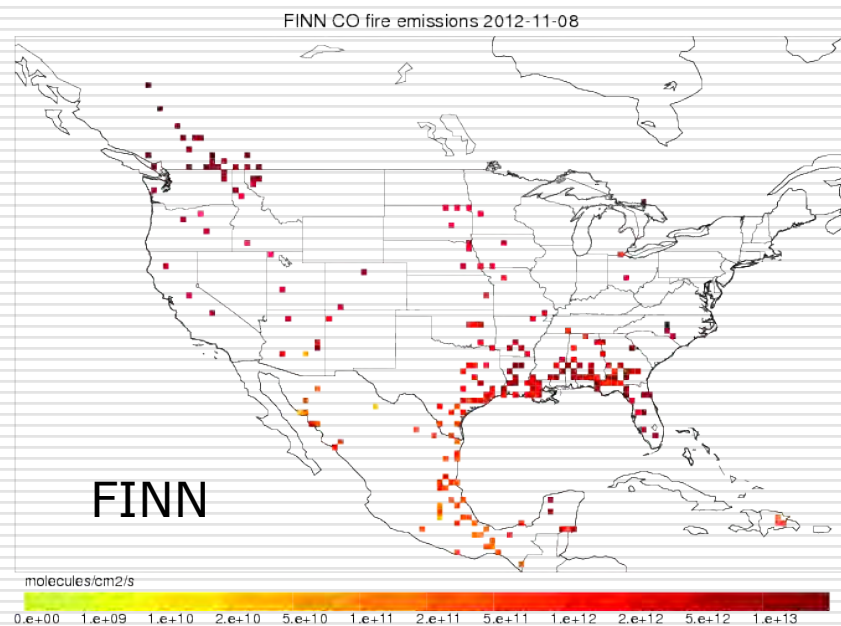 FINN CO fire emissions 2012-11-08
FINN
molecules/cm2/s
0.e+00 1.e+09 1.e+10 2.e+10 5.e+10 1.e+11 2.e+11 5.e+11 1.e+12 2.e+12 5.e+12 1.e+13